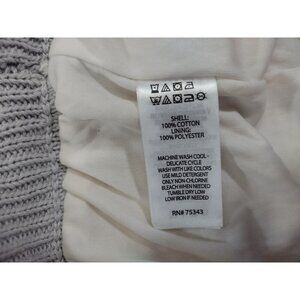 SHELL:
100% COTTON
LINING:
100% POLYESTER
MACHINE WASH COOL -
DELICATE CYCLE
WASH WITH LIKE COLORS
USE MILD DETERGENT
ONLY NON-CHLORINE
BLEACH WHEN NEEDED
TUMBLE DRY LOW
LOW IRON IF NEEDED
RN# 75343